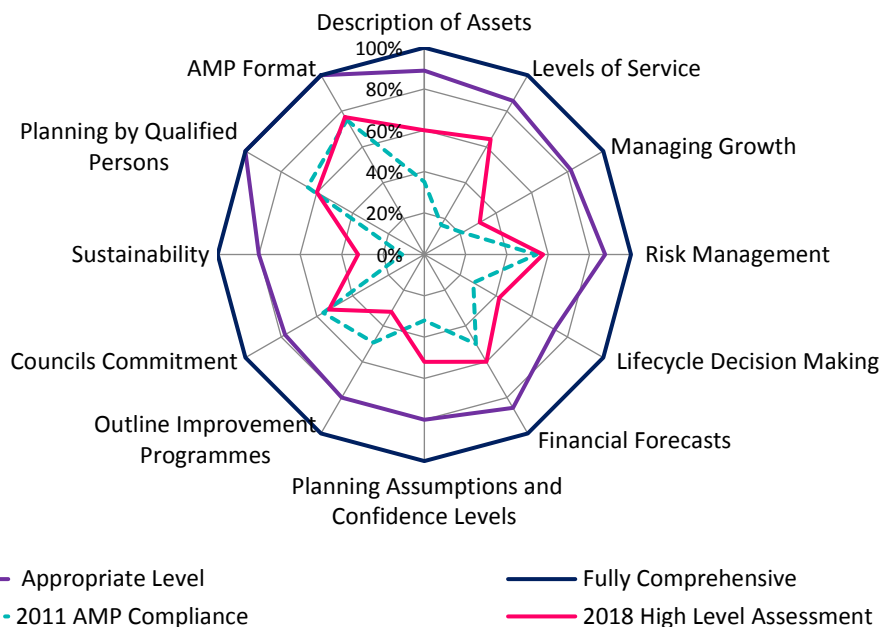 Description of Assets
100%
AMP Format
Levels of Service
80%
Planning by Qualified
Persons
60%
Managing Growth
40%
20%
Sustainability
0%
Risk Management
Councils Commitment
Lifecycle Decision Making
Outline Improvement
Programmes
Financial Forecasts
Planning Assumptions and
Confidence Levels
Appropriate Level
Fully Comprehensive
2011 AMP Compliance
2018 High Level Assessment